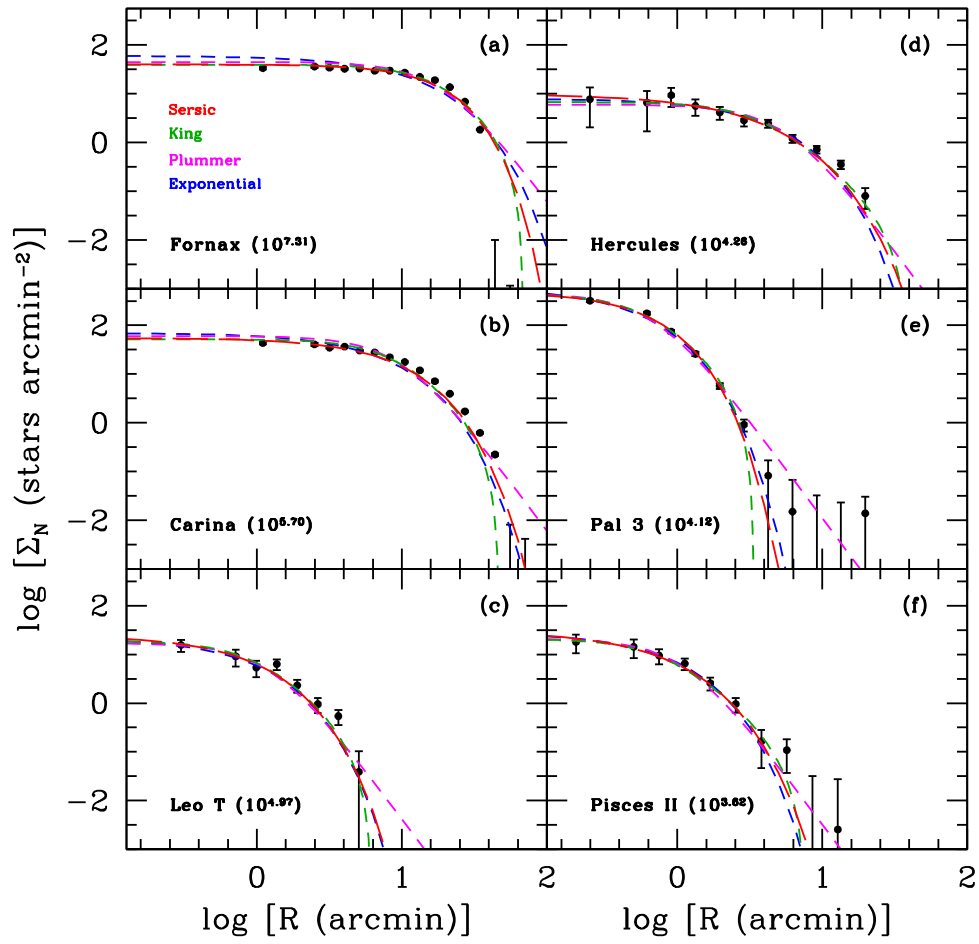 (a)
2
0
−2
Sersic
King
Plummer
Exponential
Fornax (10^7.31)
(d)
Hercules (10^4.26)
(b)
2
0
−2
Carina (10^5.70)
(e)
Pal 3 (10^4.12)
(c)
2
0
−2
Leo T (10^4.97)
(f)
Pisces II (10^3.62)
log [Σ_N (stars arcmin^−2)]
0 1 2
0 1 2
log [R (arcmin)]
log [R (arcmin)]